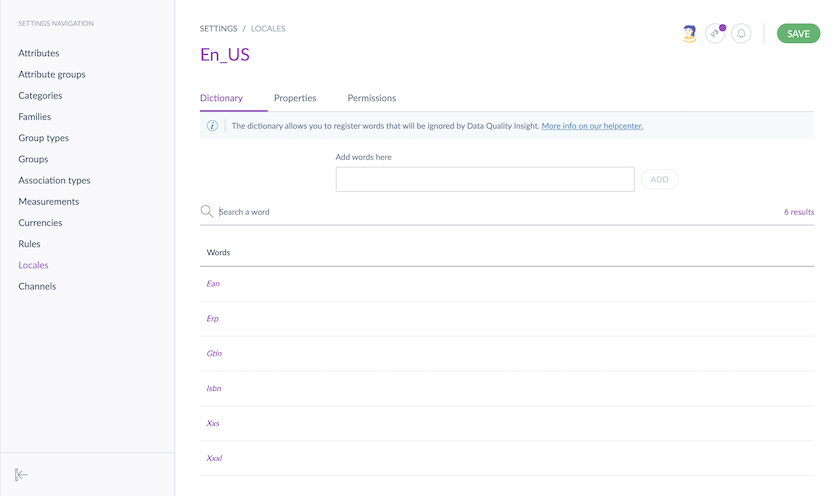 SETTINGS NAVIGATION
Attributes
Attribute groups
Categories
Families
Group types
Groups
Association types
Measurements
Currencies
Rules
Locales
Channels
SETTINGS / LOCALES
SAVE
En_US
Dictionary Properties Permissions
The dictionary allows you to register words that will be ignored by Data Quality Insight. More info on our helpcenter.
Add words here
ADD
Search a word
6 results
Words
Ean
Erp
Gtin
Isbn
Xxs
Xxxl